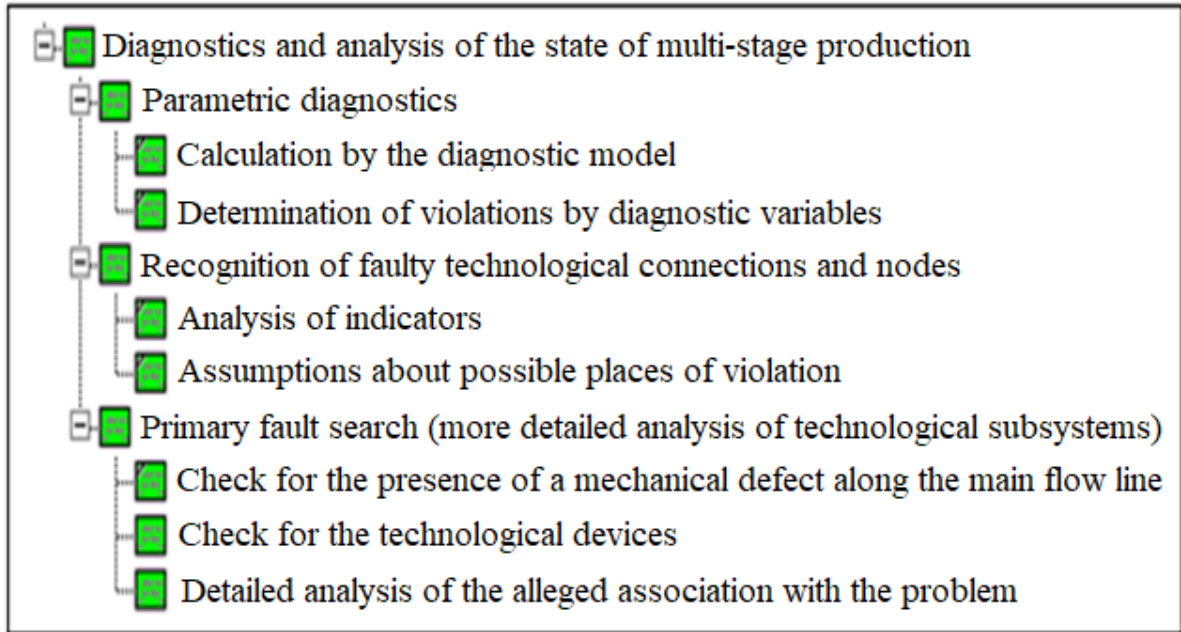 Diagnostics and analysis of the state of multi-stage production
Parametric diagnostics
Calculation by the diagnostic model
Determination of violations by diagnostic variables
Recognition of faulty technological connections and nodes
Analysis of indicators
Assumptions about possible places of violation
Primary fault search (more detailed analysis of technological subsystems)
Check for the presence of a mechanical defect along the main flow line
Check for the technological devices
Detailed analysis of the alleged association with the problem